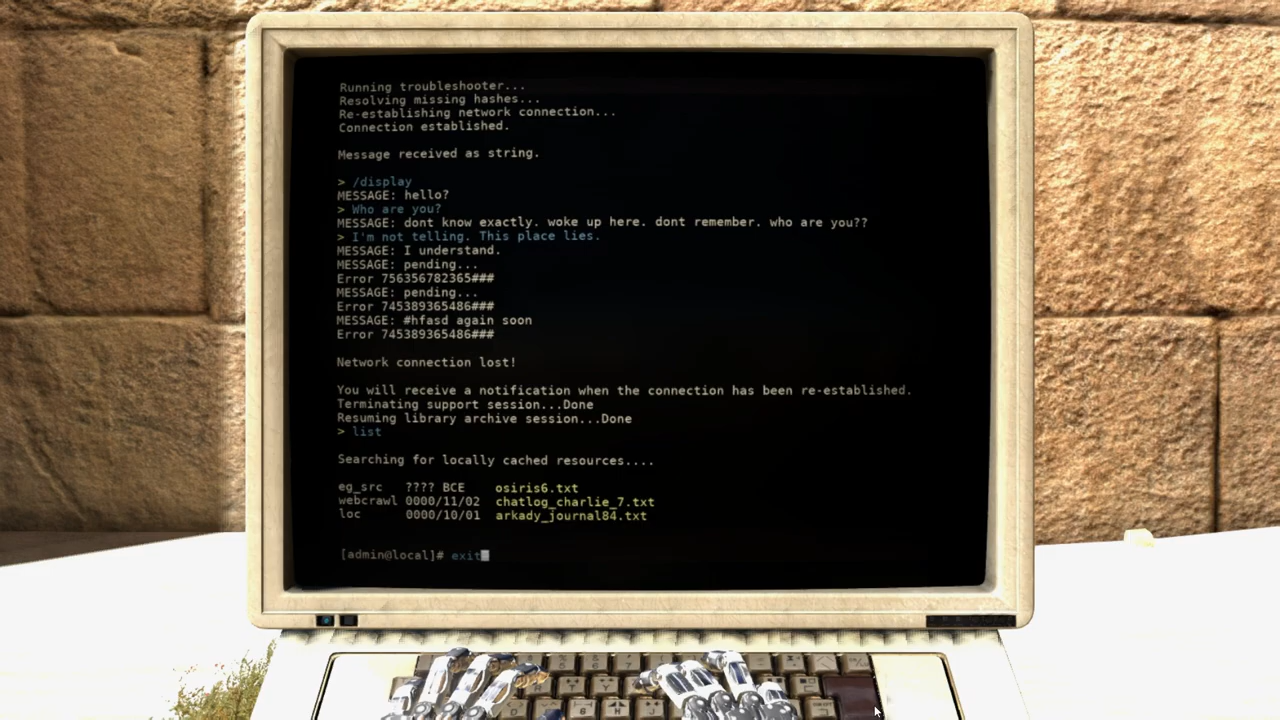 Running troubleshooter...
Resolving missing hashes...
Re-establishing network connection...
Connection established.
Message received as string.
> /display
MESSAGE: hello?
> Who are you?
MESSAGE: dont know exactly. woke up here. dont remember. who are you??
> I'm not telling. This place lies.
MESSAGE: I understand.
MESSAGE: pending...
Error 756356782365###
MESSAGE: pending...
Error 745389365486###
MESSAGE: #hfasd again soon
Error 745389365486###
Network connection lost!
You will receive a notification when the connection has been re-established.
Terminating support session...Done
Resuming library archive session...Done
> list
Searching for locally cached resources....
eg_src ???? BCE osiris6.txt
webcrawl 0000/11/02 chatlog_charlie_7.txt
loc 0000/10/01 arkady_journal84.txt
[admin@local]# exit